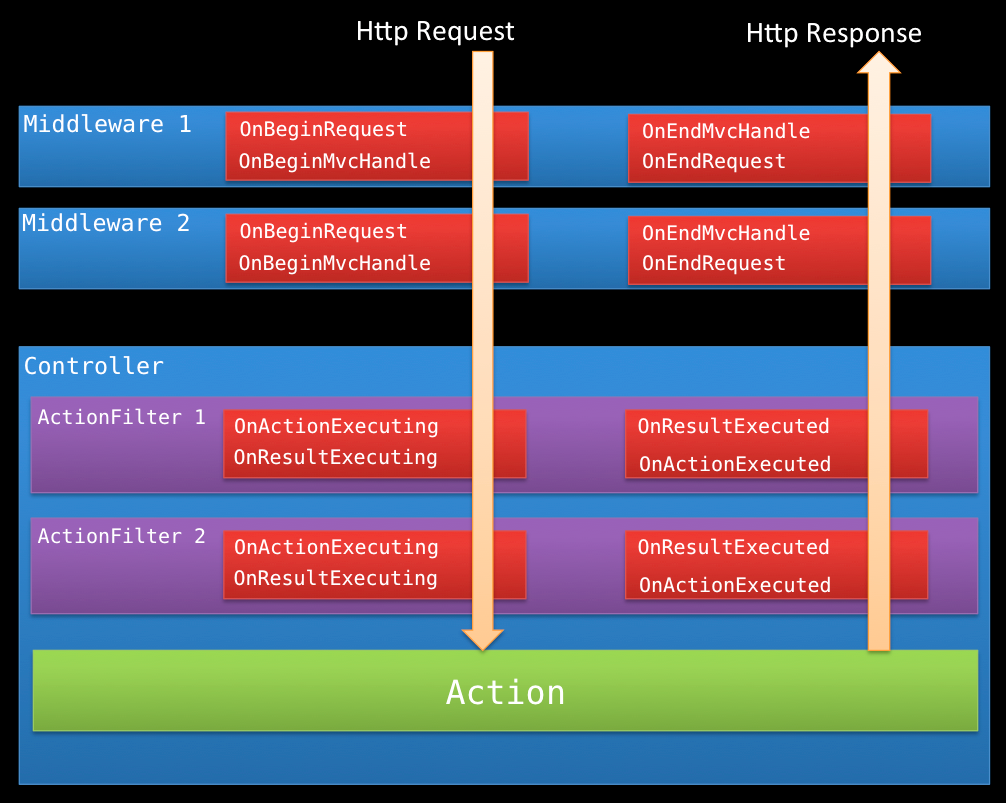 Http Request
Http Response
Middleware 1
OnBeginRequest
OnBeginMvcHandle
OnEndMvcHandle
OnEndRequest
Middleware 2
OnBeginRequest
OnBeginMvcHandle
OnEndMvcHandle
OnEndRequest
Controller
ActionFilter 1
OnActionExecuting
OnResultExecuting
OnResultExecuted
OnActionExecuted
ActionFilter 2
OnActionExecuting
OnResultExecuting
OnResultExecuted
OnActionExecuted
Action